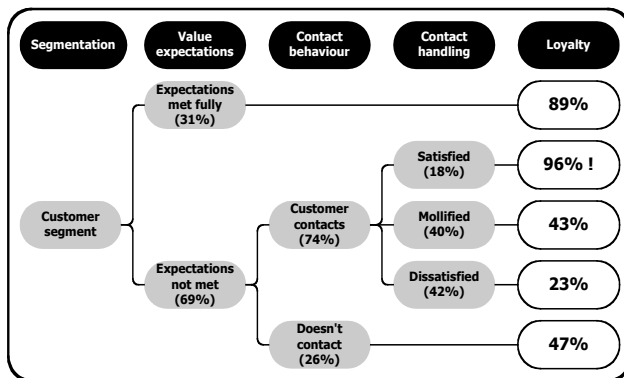 Segmentation
Value
expectations
Contact
behaviour
Contact
handling
Loyalty
Expectations
met fully
(31%)
89%
Satisfied
(18%)
96% !
Customer
segment
Customer
contacts
(74%)
Mollified
(40%)
43%
Expectations
not met
(69%)
Dissatisfied
(42%)
23%
Doesn't
contact
(26%)
47%